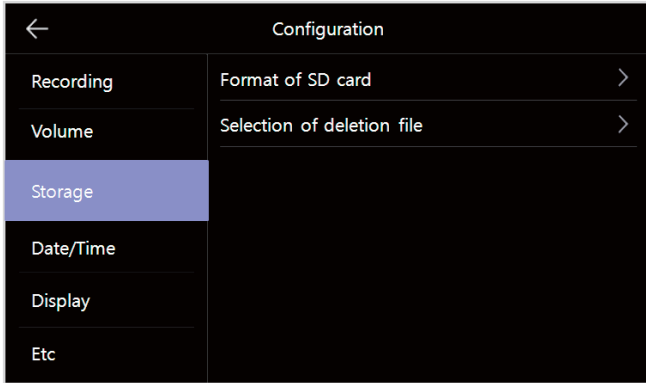 Configuration
Recording
Volume
Storage
Date/Time
Display
Etc
Format of SD card
Selection of deletion file